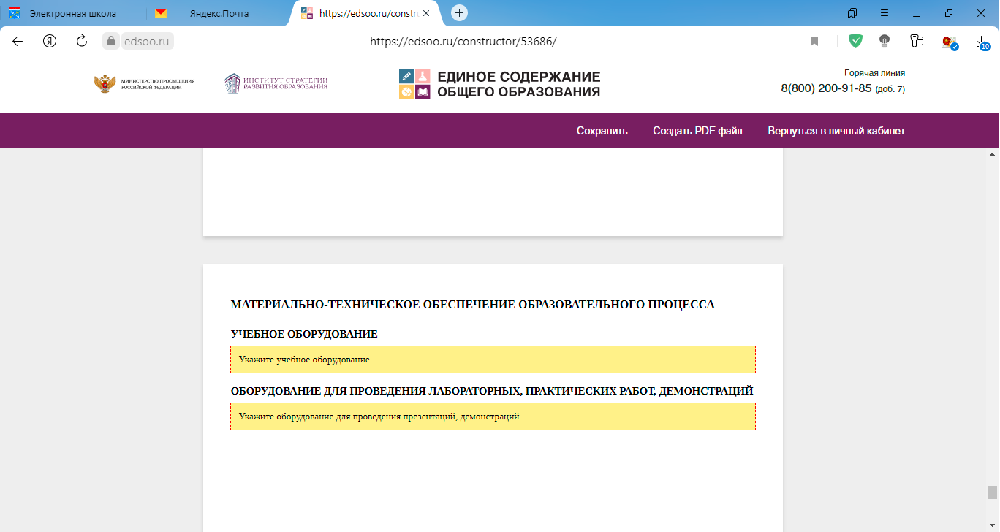 Электронная школа
Яндекс.Почта
https://edsoo.ru/constr
edsoo.ru
https://edsoo.ru/constructor/53686/
10
МИНИСТЕРСТВО ПРОСВЕЩЕНИЯ
РОССИЙСКОЙ ФЕДЕРАЦИИ
ИНСТИТУТ СТРАТЕГИИ
РАЗВИТИЯ ОБРАЗОВАНИЯ
ЕДИНОЕ СОДЕРЖАНИЕ
ОБЩЕГО ОБРАЗОВАНИЯ
Горячая линия
8(800) 200-91-85 (доб. 7)
Сохранить
Создать PDF файл
Вернуться в личный кабинет
МАТЕРИАЛЬНО-ТЕХНИЧЕСКОЕ ОБЕСПЕЧЕНИЕ ОБРАЗОВАТЕЛЬНОГО ПРОЦЕССА
УЧЕБНОЕ ОБОРУДОВАНИЕ
Укажите учебное оборудование
ОБОРУДОВАНИЕ ДЛЯ ПРОВЕДЕНИЯ ЛАБОРАТОРНЫХ, ПРАКТИЧЕСКИХ РАБОТ, ДЕМОНСТРАЦИЙ
Укажите оборудование для проведения презентаций, демонстраций